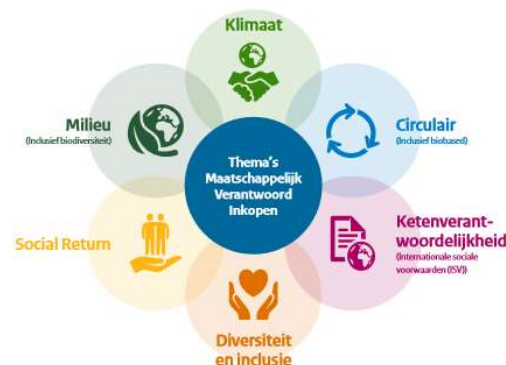 Klimaat
Milieu
(Inclusief biodiversiteit)
Circulair
(Inclusief biobased)
Thema's
Maatschappelijk
Verantwoord
Inkopen
Social Return
Ketenverant-
woordelijkheid
(Internationale sociale
voorwaarden (ISV))
Diversiteit
en inclusie